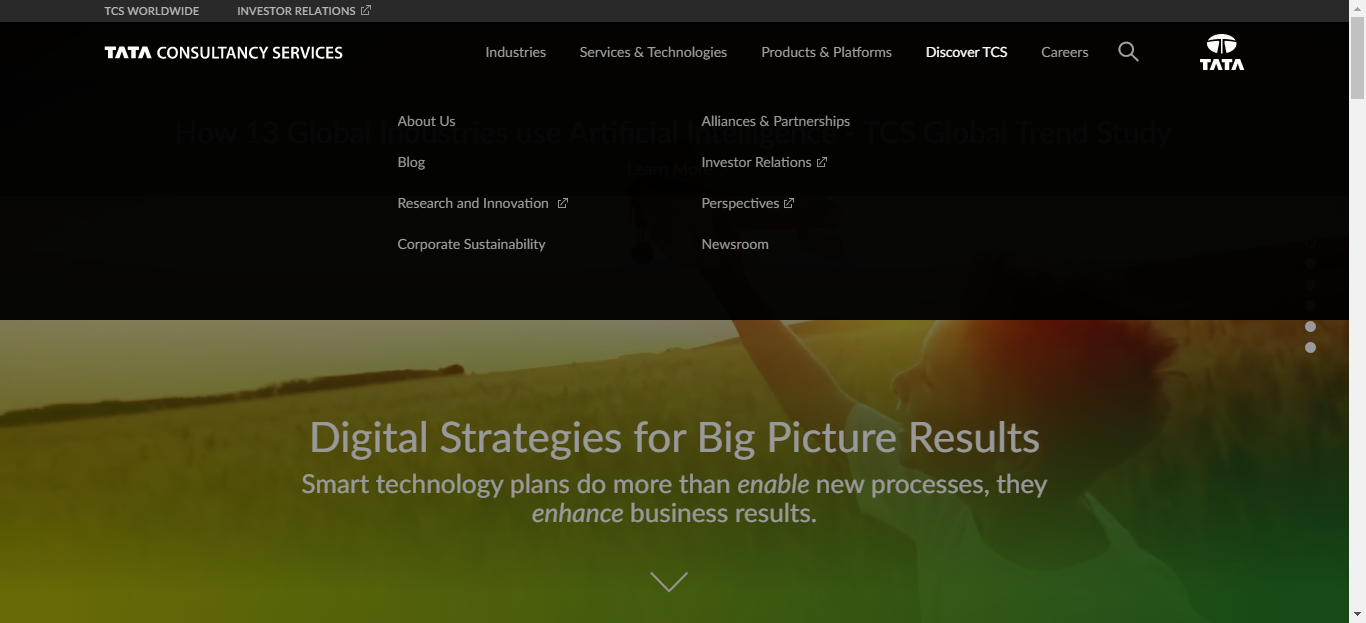 TCS WORLDWIDE INVESTOR RELATIONS
TATA CONSULTANCY SERVICES Industries Services & Technologies Products & Platforms Discover TCS Careers
TATA
About Us Alliances & Partnerships
How 13 Global Industries use Artificial Intelligence - TCS Global Trend Study
Blog Investor Relations
Learn More
Research and Innovation Perspectives
Corporate Sustainability Newsroom
Digital Strategies for Big Picture Results
Smart technology plans do more than enable new processes, they
enhance business results.